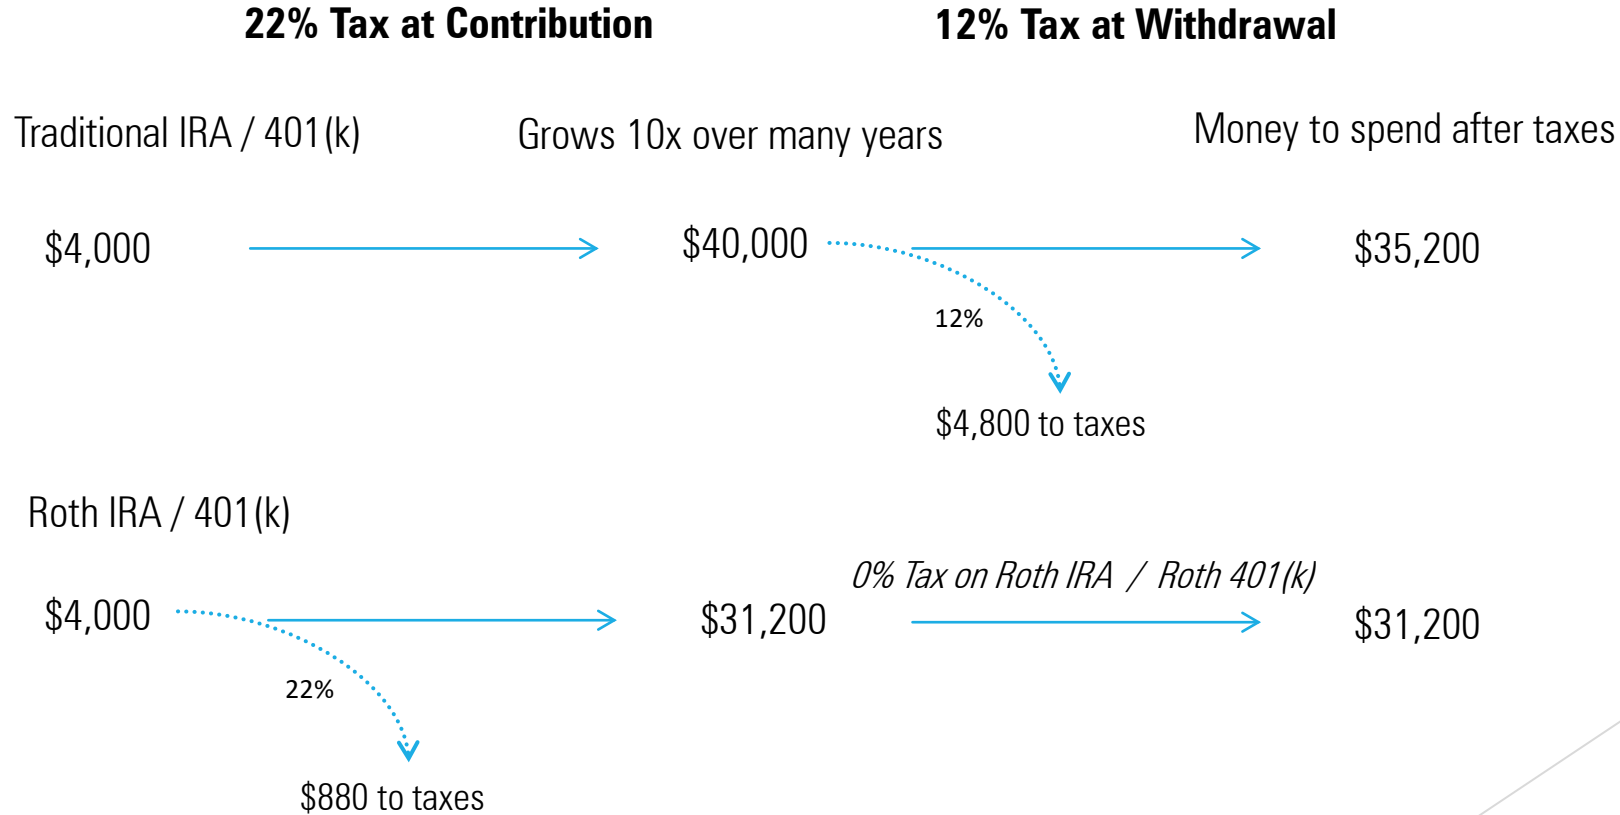 22% Tax at Contribution
12% Tax at Withdrawal
Traditional IRA / 401(k)
Grows 10x over many years
Money to spend after taxes
$4,000
$40,000
$35,200
12%
$4,800 to taxes
Roth IRA / 401(k)
0% Tax on Roth IRA / Roth 401(k)
$4,000
$31,200
$31,200
22%
$880 to taxes